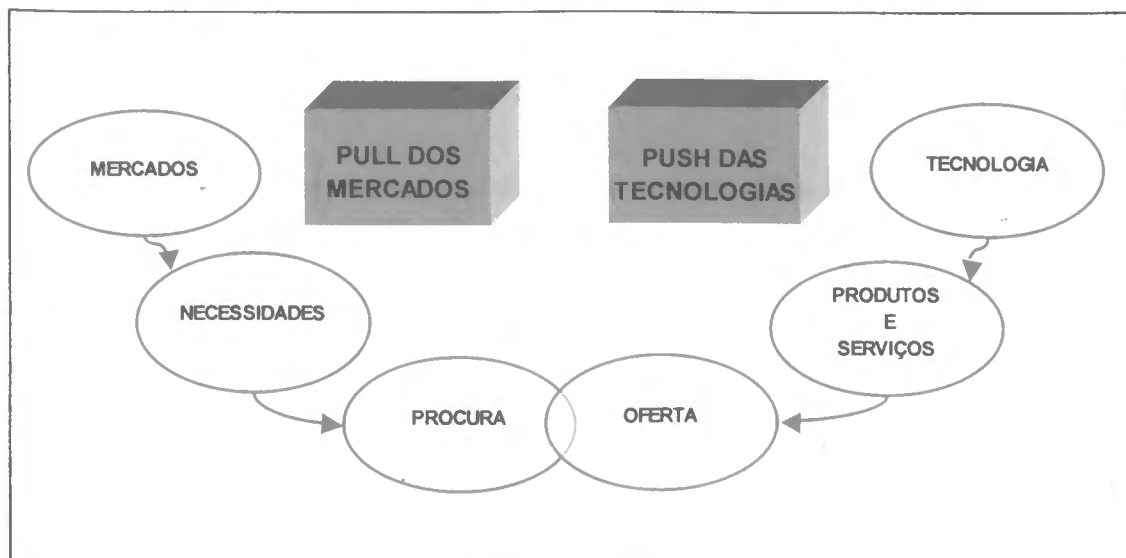 PULL DOS
MERCADOS
PUSH DAS
TECNOLOGIAS
MERCADOS
TECNOLOGIA
NECESSIDADES
PRODUTOS
E
SERVIÇOS
PROCURA
OFERTA